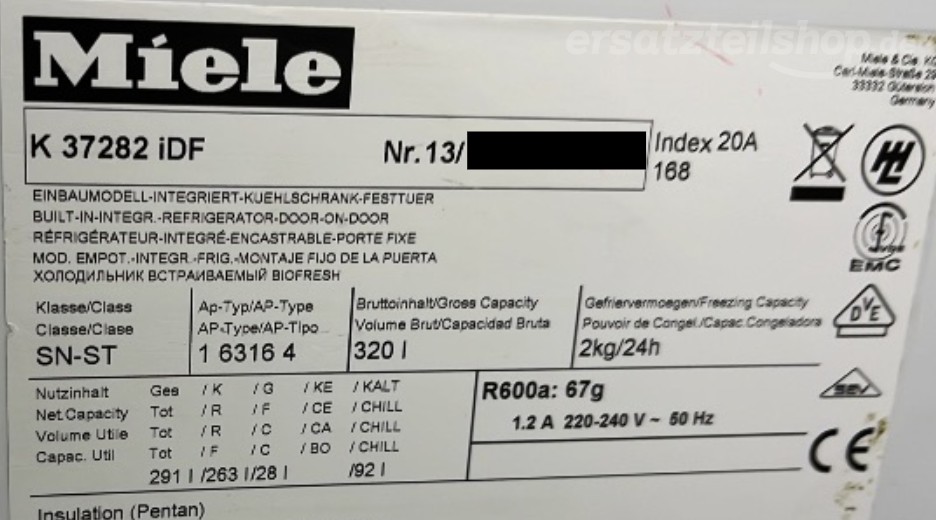 ersatzteilshop.de
Miele
Miele & Cie. KG
Carl-Miele-Straße 29
33332 Gütersloh
Germany
K 37282 iDF Nr.13/ Index 20A
168
EINBAUMODELL-INTEGRIERT-KUEHLSCHRANK-FESTTUER
BUILT-IN-INTEGR.-REFRIGERATOR-DOOR-ON-DOOR
RÉFRIGÉRATEUR-INTEGRÉ-ENCASTRABLE-PORTE FIXE
MOD. EMPOT.-INTEGR.-FRIG.-MONTAJE FIJO DE LA PUERTA
ХОЛОДИЛЬНИК ВСТРАИВАЕМЫЙ BIOFRESH
EMC
Klasse/Class Ap-Typ/AP-Type Bruttoinhalt/Gross Capacity Gefriervermoegen/Freezing Capacity
Classe/Clase AP-Type/AP-Tipo Volume Brut/Capacidad Bruta Pouvoir de Congel./Capac.Congeladora
SN-ST 1 6316 4 320 l 2kg/24h
DVE
Nutzinhalt Ges / K / G / KE / KALT R600a: 67g
Net.Capacity Tot / R / F / CE / CHILL 1.2 A 220-240 V ~ 50 Hz
Volume Utile Tot / R / C / CA / CHILL
Capac. Util Tot / F / C / BO / CHILL
291 l /263 l /28 l /92 l
SEV
CE
Insulation (Pentan)